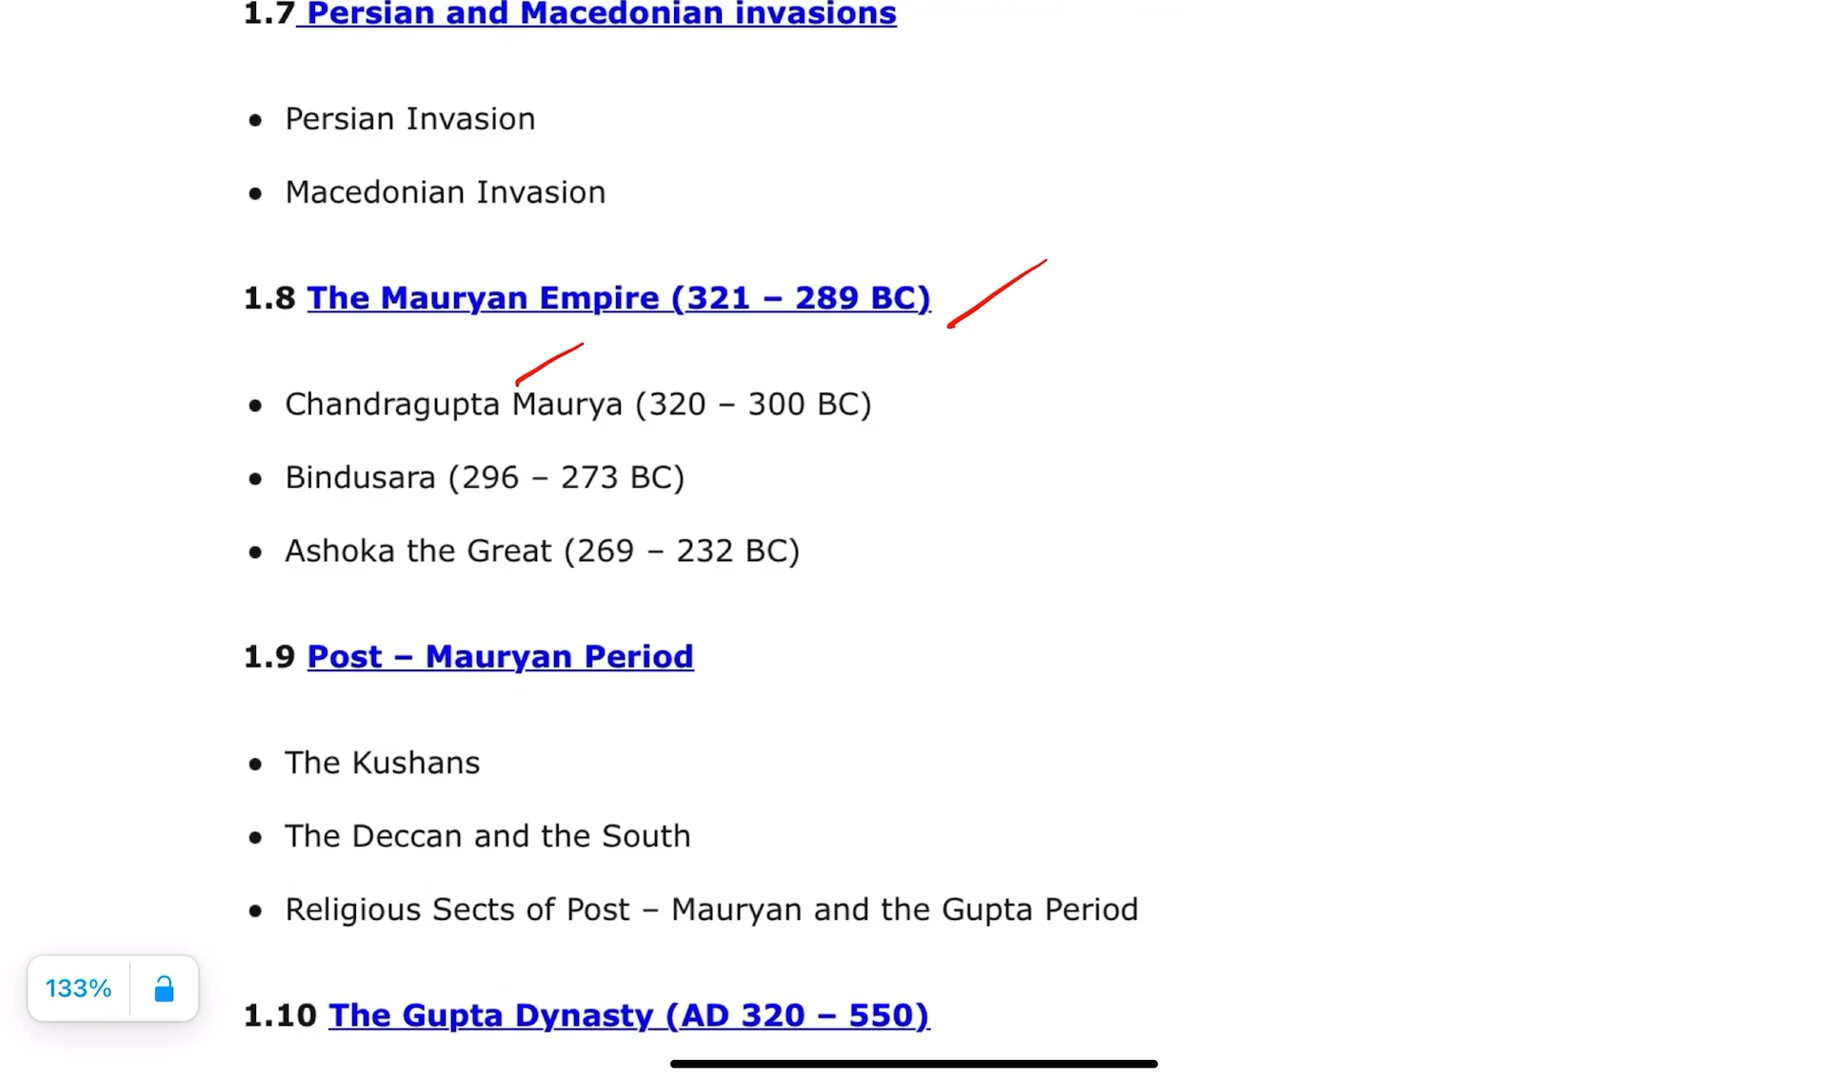 1.7 Persian and Macedonian invasions
• Persian Invasion
• Macedonian Invasion
1.8 The Mauryan Empire (321 – 289 BC)
• Chandragupta Maurya (320 – 300 BC)
• Bindusara (296 – 273 BC)
• Ashoka the Great (269 – 232 BC)
1.9 Post – Mauryan Period
• The Kushans
• The Deccan and the South
• Religious Sects of Post – Mauryan and the Gupta Period
133%
1.10 The Gupta Dynasty (AD 320 – 550)